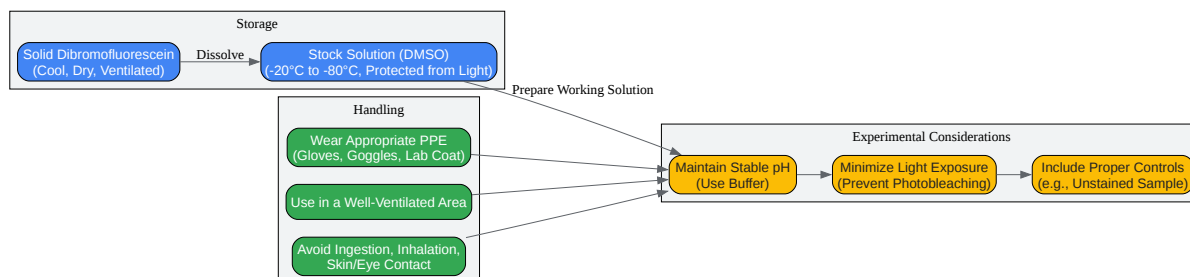 Storage
Solid Dibromofluorescein
(Cool, Dry, Ventilated)
Dissolve
Stock Solution (DMSO)
(-20°C to -80°C, Protected from Light)
Prepare Working Solution
Handling
Wear Appropriate PPE
(Gloves, Goggles, Lab Coat)
Use in a Well-Ventilated Area
Avoid Ingestion, Inhalation,
Skin/Eye Contact
Experimental Considerations
Maintain Stable pH
(Use Buffer)
Minimize Light Exposure
(Prevent Photobleaching)
Include Proper Controls
(e.g., Unstained Sample)